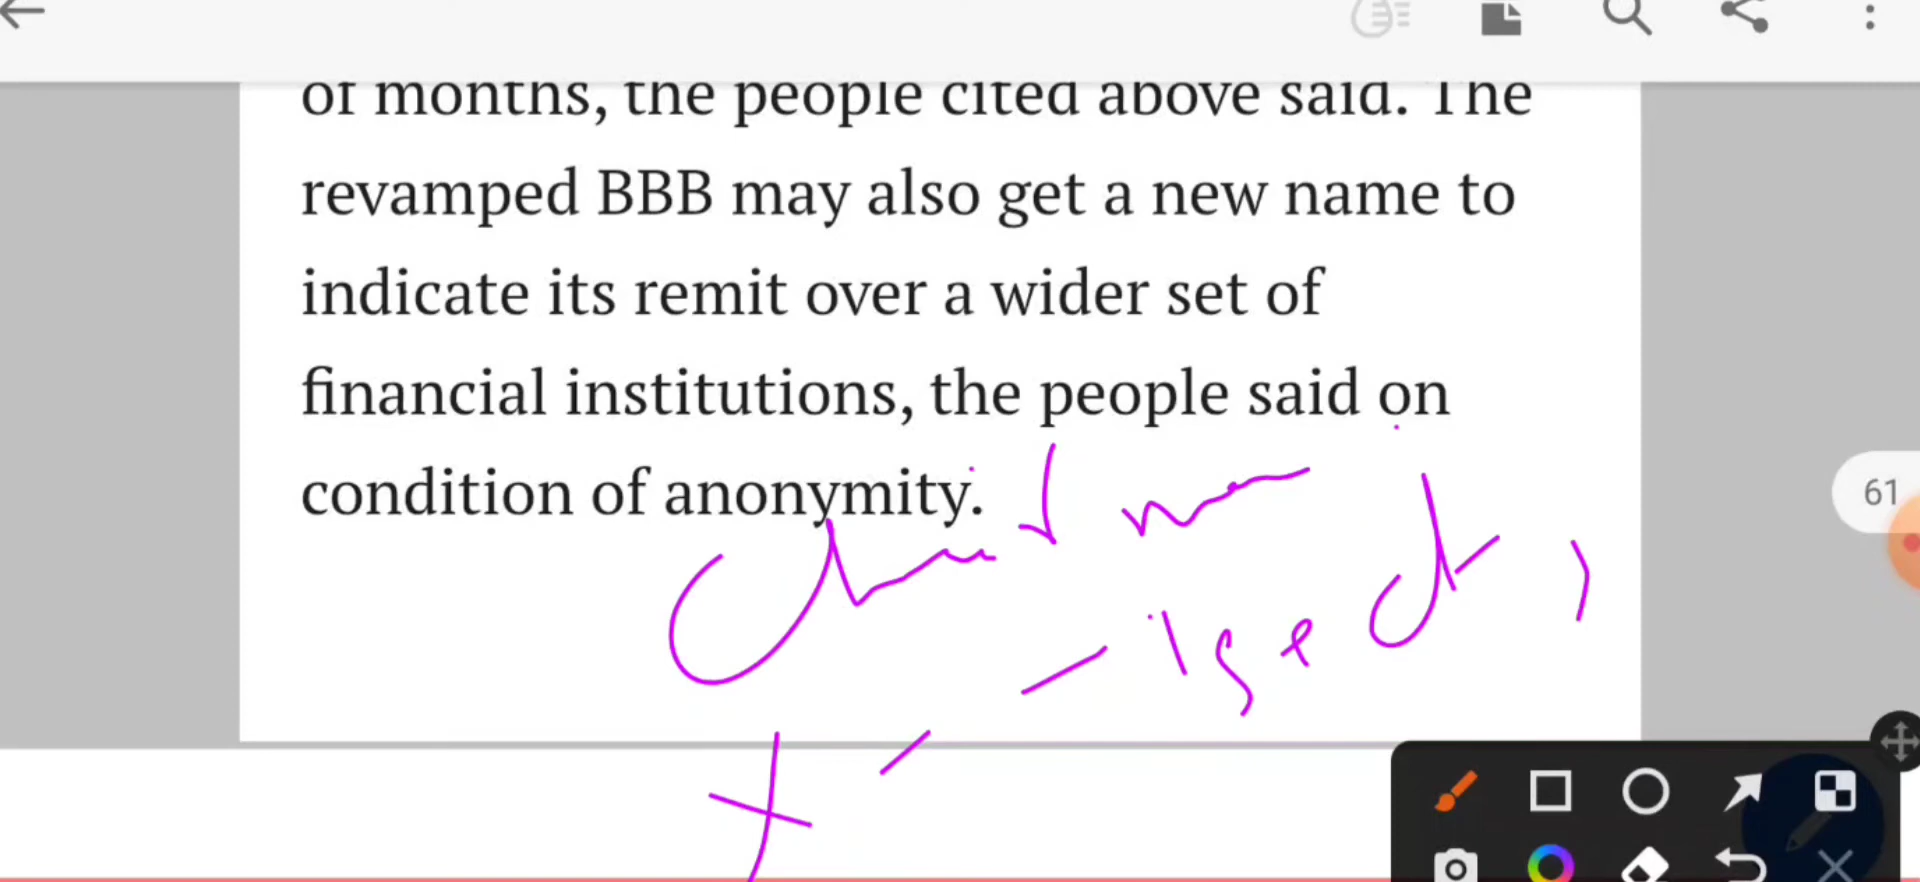 of months, the people cited above said. The
revamped BBB may also get a new name to
indicate its remit over a wider set of
financial institutions, the people said on
condition of anonymity.
61